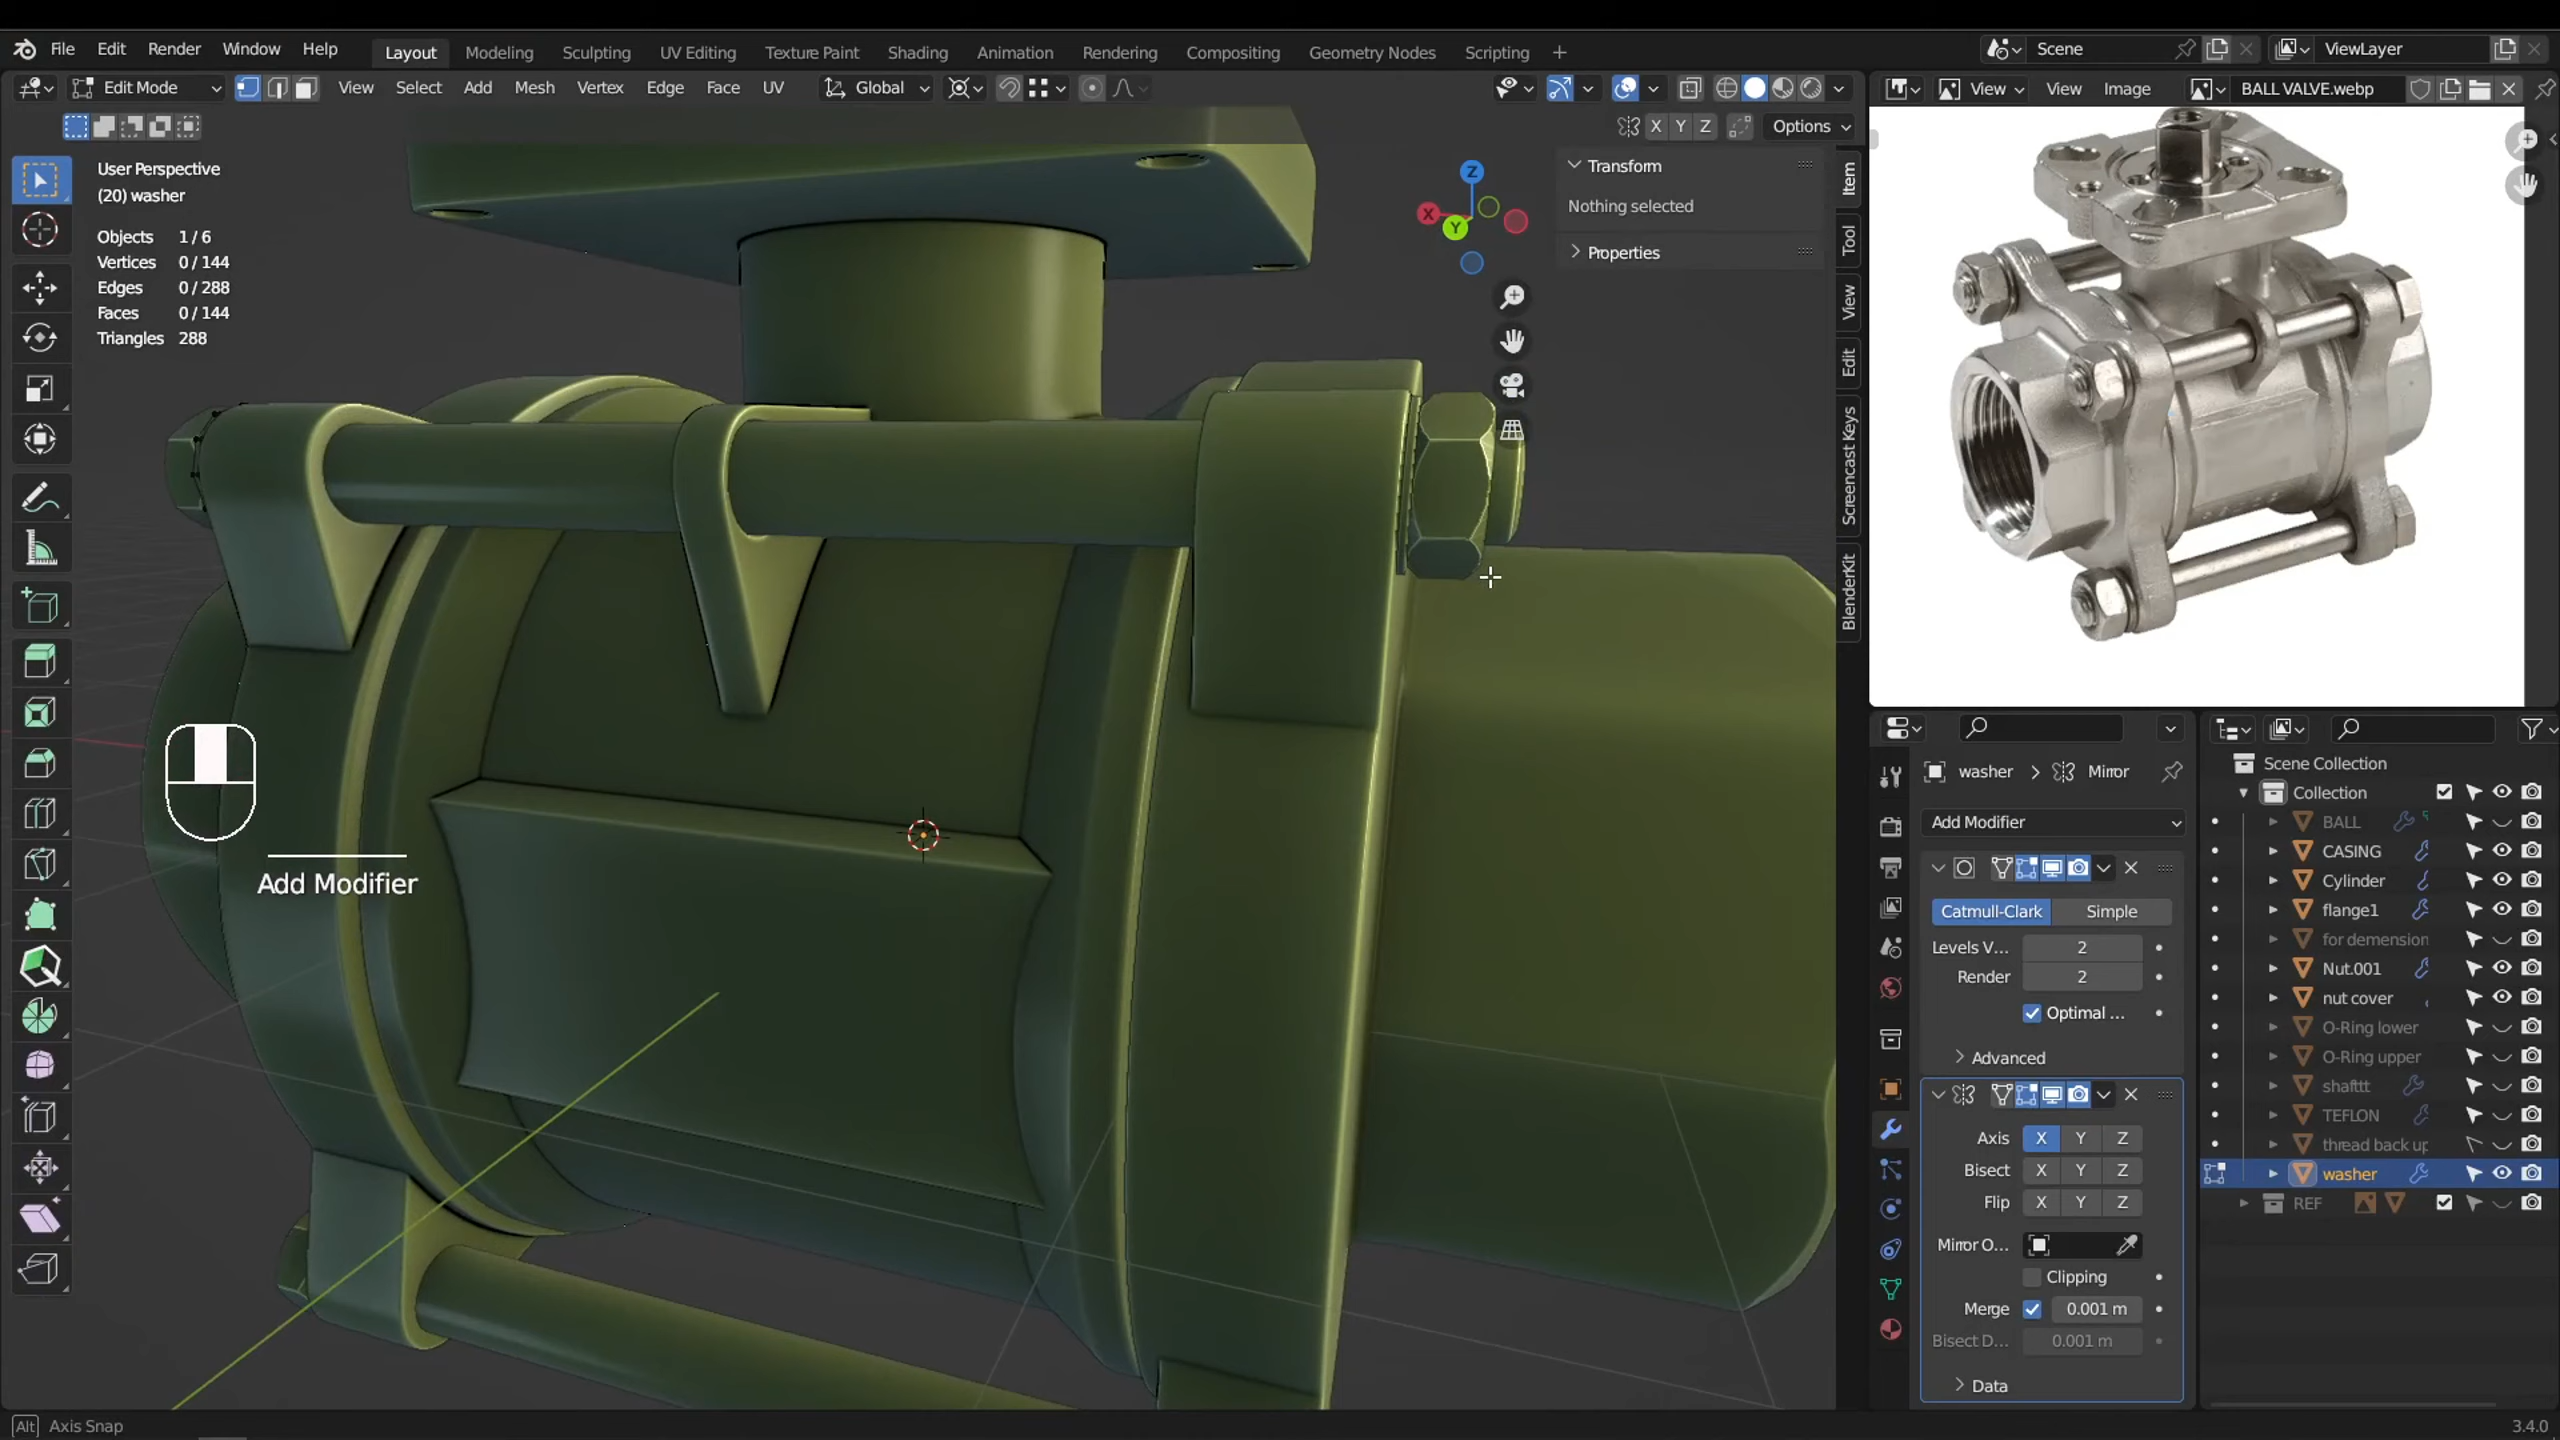 File Edit Render Window Help Layout Modeling Sculpting UV Editing Texture Paint Shading Animation Rendering Compositing Geometry Nodes Scripting + Scene ViewLayer
Edit Mode View Select Add Mesh Vertex Edge Face UV Global View View Image BALL VALVE.webp
X Y Z Options
User Perspective
(20) washer
Objects 1 / 6
Vertices 0 / 144
Edges 0 / 288
Faces 0 / 144
Triangles 288
Z
X
Y
Transform
Nothing selected
Properties
Item
Tool
View
Edit
Screencast Keys
BlenderKit
Add Modifier
washer > Mirror
Add Modifier
Catmull-Clark Simple
Levels V... 2
Render 2
Optimal ...
Advanced
Axis X Y Z
Bisect X Y Z
Flip X Y Z
Mirror O...
Clipping
Merge 0.001 m
Bisect D... 0.001 m
Data
Scene Collection
Collection
BALL
CASING
Cylinder
flange1
for demension
Nut.001
nut cover
O-Ring lower
O-Ring upper
shafttt
TEFLON
thread back up
washer
REF
Alt Axis Snap
3.4.0